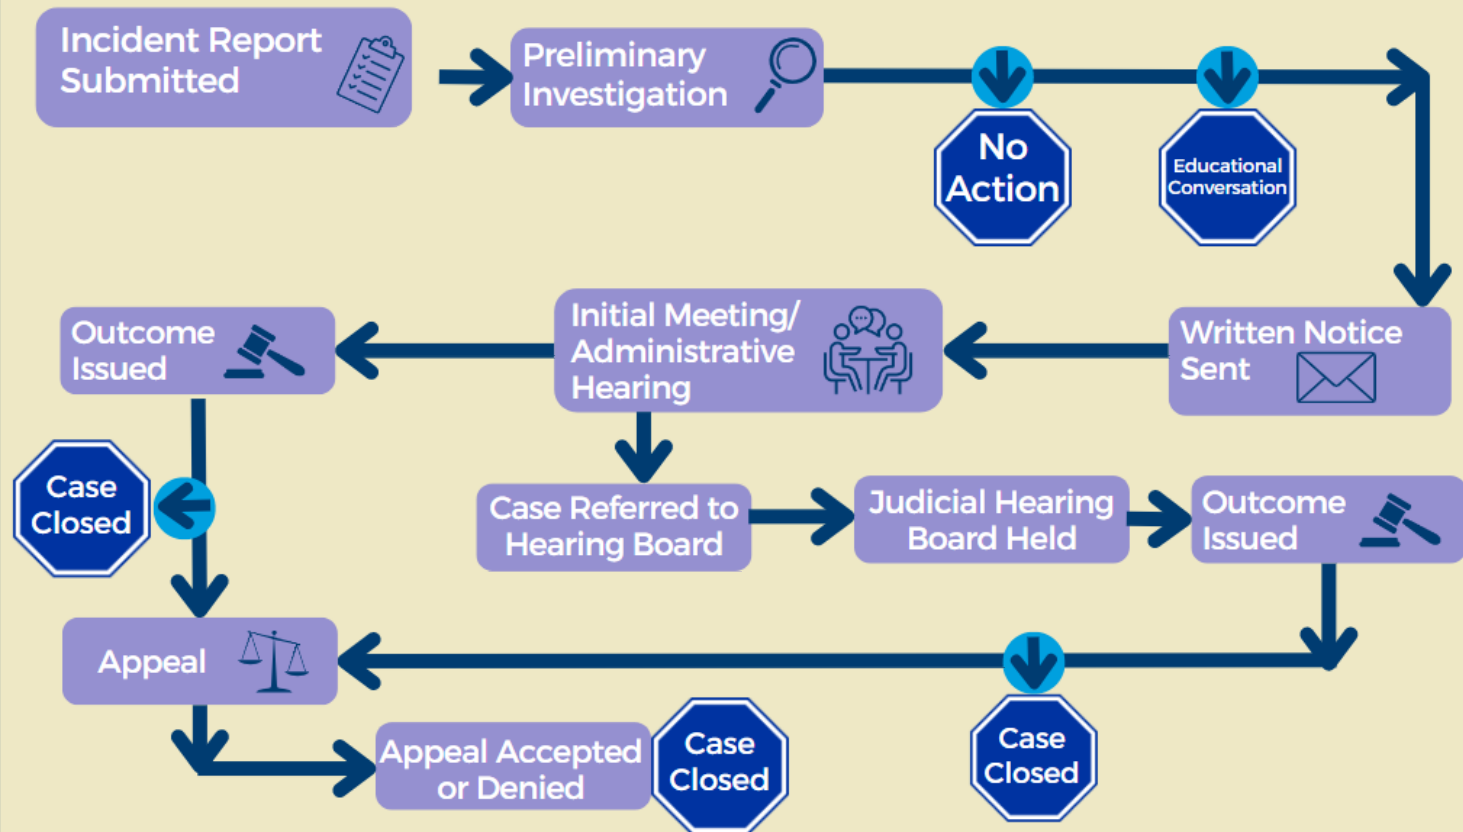 Incident Report
Submitted
Preliminary
Investigation
No
Action
Educational
Conversation
Written Notice
Sent
Initial Meeting/
Administrative
Hearing
Outcome
Issued
Case
Closed
Case Referred to
Hearing Board
Judicial Hearing
Board Held
Outcome
Issued
Case
Closed
Appeal
Appeal Accepted
or Denied
Case
Closed